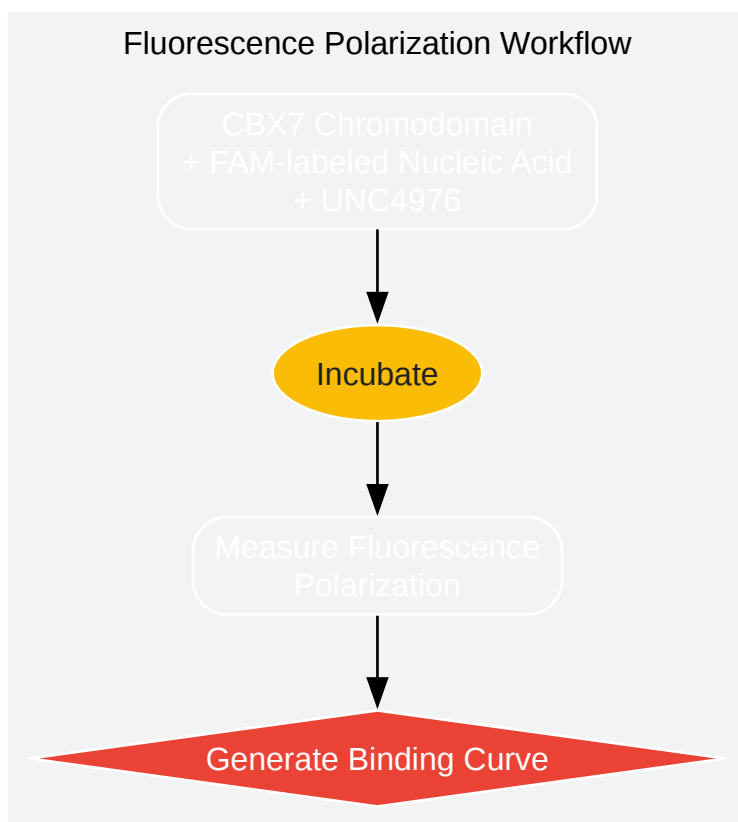 Fluorescence Polarization Workflow
CBX7 Chromodomain
+ FAM-labeled Nucleic Acid
+ UNC4976
Incubate
Measure Fluorescence
Polarization
Generate Binding Curve